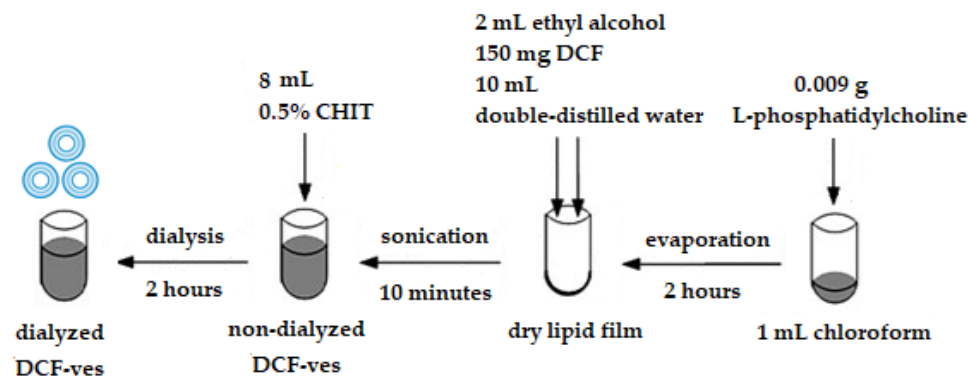 2 mL ethyl alcohol
150 mg DCF
10 mL
double-distilled water
8 mL
0.5% CHIT
0.009 g
L-phosphatidylcholine
dialysis
2 hours
sonication
10 minutes
evaporation
2 hours
dialyzed
DCF-ves
non-dialyzed
DCF-ves
dry lipid film
1 mL chloroform